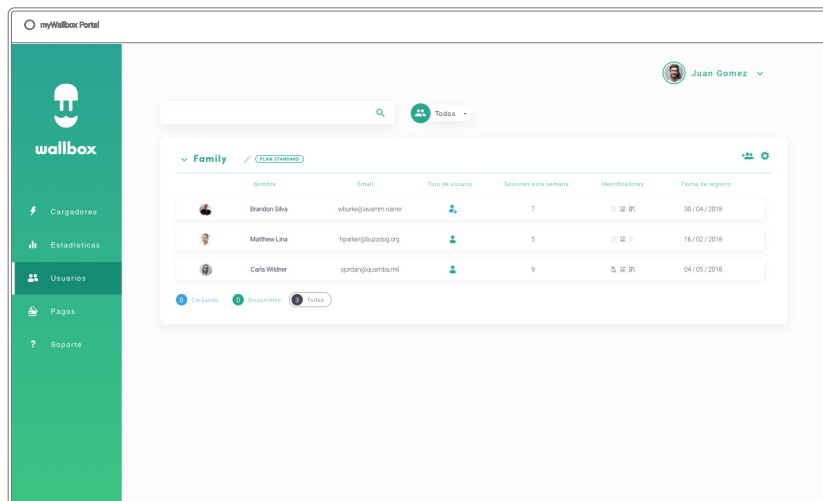 myWallbox Portal
Juan Gomez
Todos
wallbox
Family PLAN STANDARD
Nombre Email Tipo de usuario Sesiones esta semana Identificadores Fecha de registro
Brandon Silva wburke@avamm.name 7 30 / 04 / 2018
Matthew Lina hparker@buzzdog.org 5 16 / 02 / 2018
Carla Wildner sjordan@quamba.mil 9 04 / 05 / 2018
0 Cargando 0 Disponibles 3 Todos
Cargadores
Estadísticas
Usuarios
Pagos
? Soporte